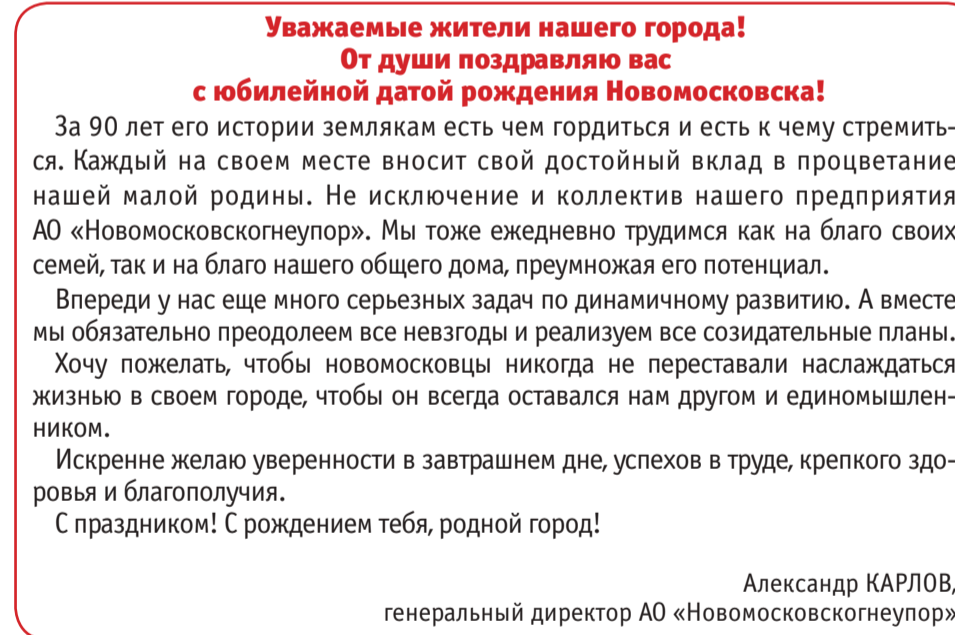 Уважаемые жители нашего города!
От души поздравляю вас
с юбилейной датой рождения Новомосковска!
За 90 лет его истории землякам есть чем гордиться и есть к чему стремить-
ся. Каждый на своем месте вносит свой достойный вклад в процветание
нашей малой родины. Не исключение и коллектив нашего предприятия
АО «Новомосковскогнеупор». Мы тоже ежедневно трудимся как на благо своих
семей, так и на благо нашего общего дома, преумножая его потенциал.
Впереди у нас еще много серьезных задач по динамичному развитию. А вместе
мы обязательно преодолеем все невзгоды и реализуем все созидательные планы.
Хочу пожелать, чтобы новомосковцы никогда не переставали наслаждаться
жизнью в своем городе, чтобы он всегда оставался нам другом и единомышлен-
ником.
Искренне желаю уверенности в завтрашнем дне, успехов в труде, крепкого здо-
ровья и благополучия.
С праздником! С рождением тебя, родной город!
Александр КАРЛОВ,
генеральный директор АО «Новомосковскогнеупор»